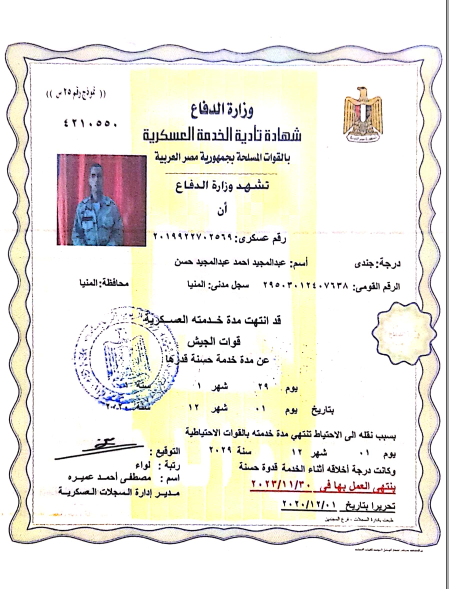 (( نموذج رقم ٢٥ س ))
٤٢١٠٥٥٠
وزارة الدفاع
شهادة تأدية الخدمة العسكرية
بالقوات المسلحة بجمهورية مصر العربية
تشهد وزارة الدفاع
أن
رقم عسكرى: ٢٠١٩٩٢٢٧٠٢٥٦٩
درجة: جندى أسم: عبدالمجيد احمد عبدالمجيد حسن
الرقم القومى: ٢٩٥٠٣٠١٢٤٠٧٦٣٨ سجل مدنى: المنيا محافظة: المنيا
قد انتهت مدة خدمته العسكرية
قوات الجيش
عن مدة خدمة حسنة قدرها
يوم ٢٩ شهر ١ سنة
بتاريخ يوم ٠١ شهر ١٢ سنة
بسبب نقله الى الاحتياط تنتهي مدة خدمته بالقوات الاحتياطية
يوم ٠١ شهر ١٢ سنة ٢٠٢٩
وكانت درجة أخلاقه أثناء الخدمة قدوة حسنة
ينتهى العمل بها فى ٢٠٢٣/١١/٣٠
تحريرا بتاريخ ٢٠٢٠/١٢/٠١
التوقيع :
رتبة : لواء
اسم : مصطفى أحمد عميره
مدير إدارة السجلات العسكرية